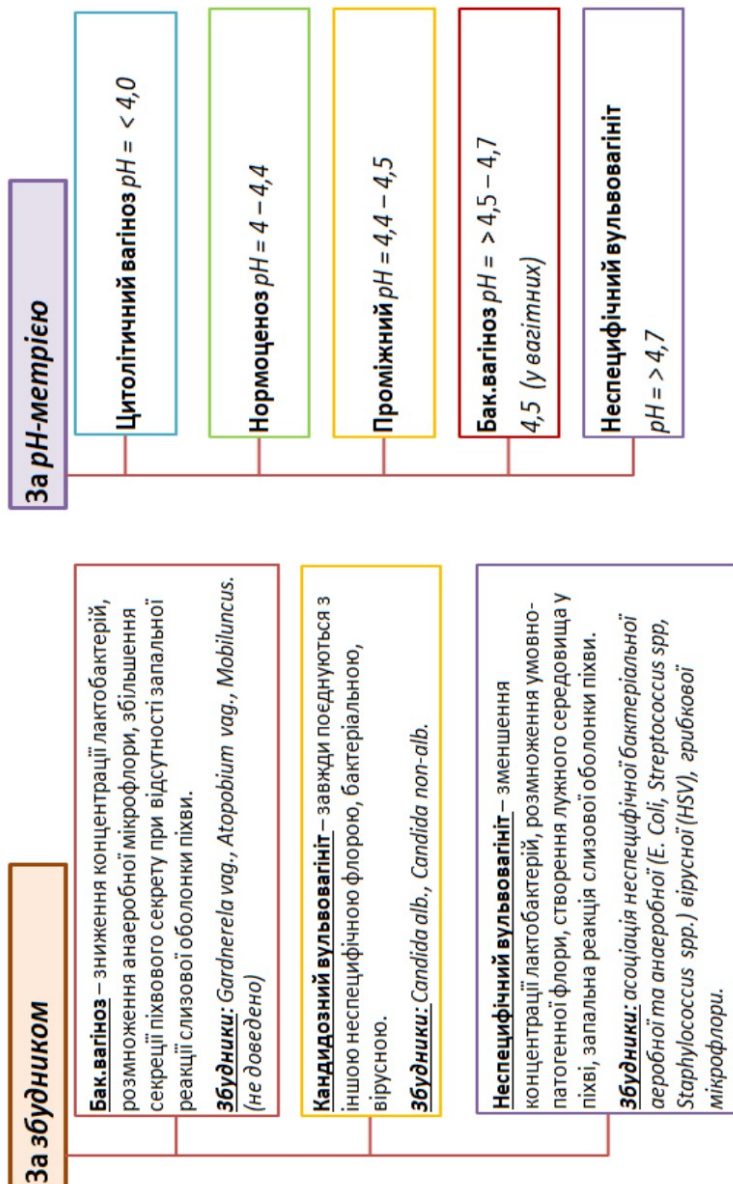 За збудником
Бак.вагіноз – зниження концентрації лактобактерій,
розмноження анаеробної мікрофлори, збільшення
секреції піхвового секрету при відсутності запальної
реакції слизової оболонки піхви.
Збудники: Gardnerela vag., Atopobium vag., Mobiluncus.
(не доведено)
Кандидозний вульвовагініт – завжди поєднуються з
іншою неспецифічною флорою, бактеріальною,
вірусною.
Збудники: Candida alb., Candida non-alb.
Неспецифічний вульвовагініт – зменшення
концентрації лактобактерій, розмноження умовно-
патогенної флори, створення лужного середовища у
піхві, запальна реакція слизової оболонки піхви.
Збудники: асоціація неспецифічної бактеріальної
аеробної та анаеробної (E. Coli, Streptococcus spp,
Staphylococcus spp.) вірусної (HSV), грибкової
мікрофлори.
За pH-метрією
Цитолітичний вагіноз pH = < 4,0
Нормоценоз pH = 4 – 4,4
Проміжний pH = 4,4 – 4,5
Бак.вагіноз pH = > 4,5 – 4,7
4,5 (у вагітних)
Неспецифічний вульвовагініт
pH = > 4,7